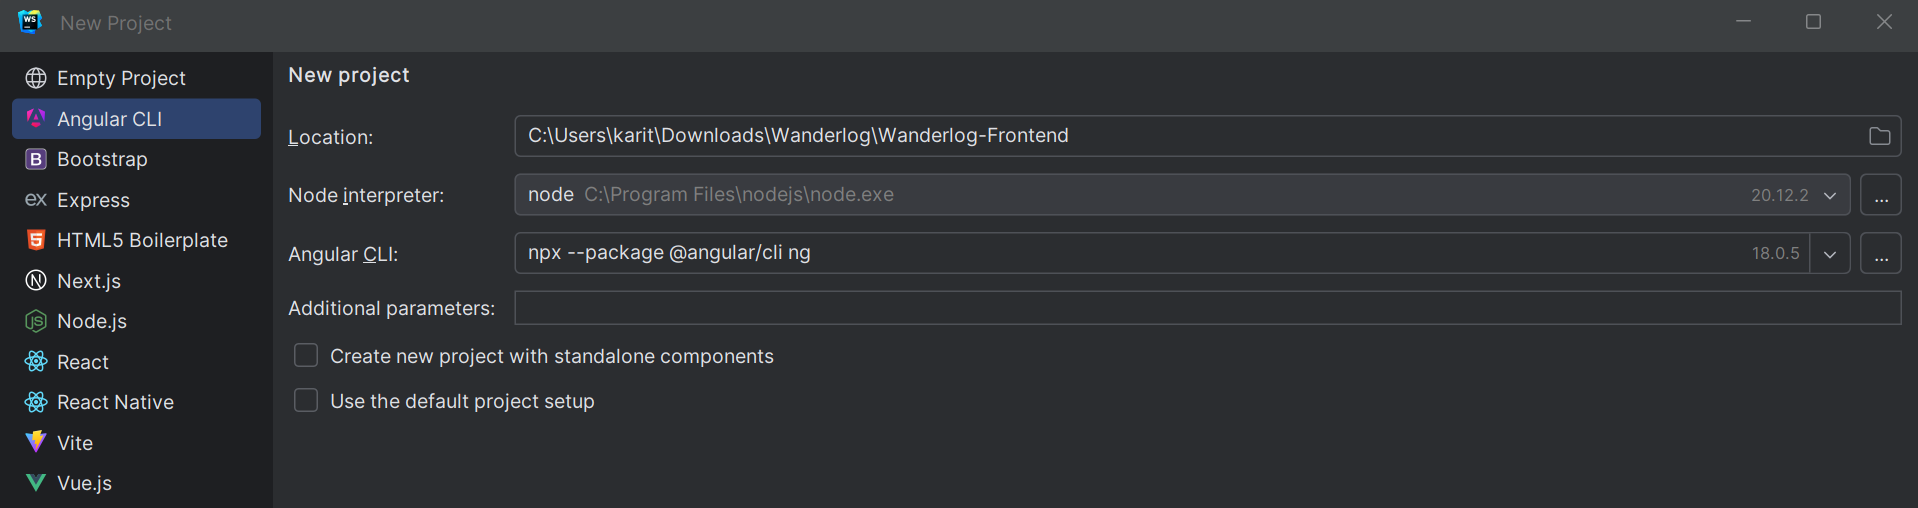 WS
New Project
Empty Project
Angular CLI
Bootstrap
Express
HTML5 Boilerplate
Next.js
Node.js
React
React Native
Vite
Vue.js
New project
Location: C:\Users\karit\Downloads\Wanderlog\Wanderlog-Frontend
Node interpreter: node C:\Program Files\nodejs\node.exe 20.12.2 ...
Angular CLI: npx --package @angular/cli ng 18.0.5 ...
Additional parameters:
Create new project with standalone components
Use the default project setup